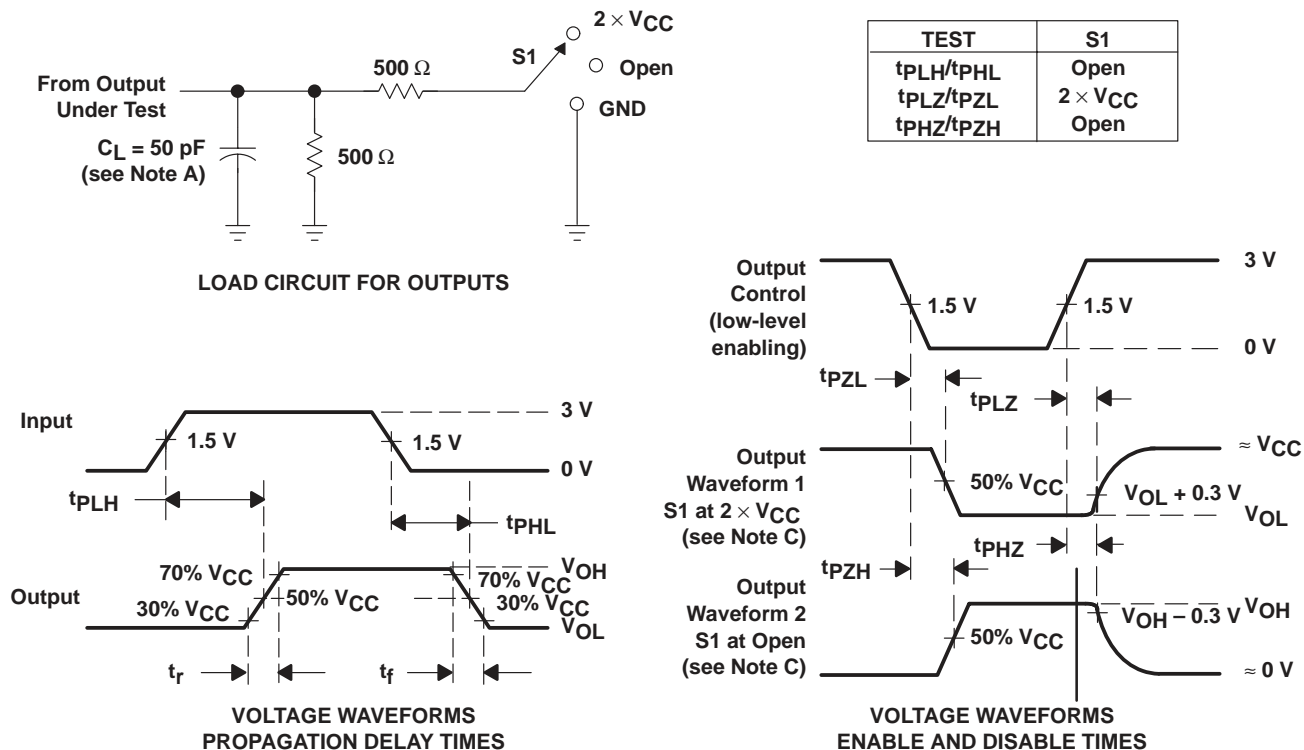 2 × VCC
S1
Open
GND
500 Ω
From Output
Under Test
CL = 50 pF
(see Note A)
500 Ω
LOAD CIRCUIT FOR OUTPUTS
TEST S1
tPLH/tPHL Open
tPLZ/tPZL 2 × VCC
tPHZ/tPZH Open
Input
1.5 V
1.5 V
3 V
0 V
tPLH
tPHL
Output
70% VCC
30% VCC
50% VCC
VOH
70% VCC
30% VCC
VOL
tr
tf
VOLTAGE WAVEFORMS
PROPAGATION DELAY TIMES
Output
Control
(low-level
enabling)
1.5 V
1.5 V
3 V
0 V
tPZL
tPLZ
Output
Waveform 1
S1 at 2 × VCC
(see Note C)
50% VCC
≈ VCC
VOL + 0.3 V
VOL
tPZH
tPHZ
Output
Waveform 2
S1 at Open
(see Note C)
50% VCC
VOH
VOH – 0.3 V
≈ 0 V
VOLTAGE WAVEFORMS
ENABLE AND DISABLE TIMES